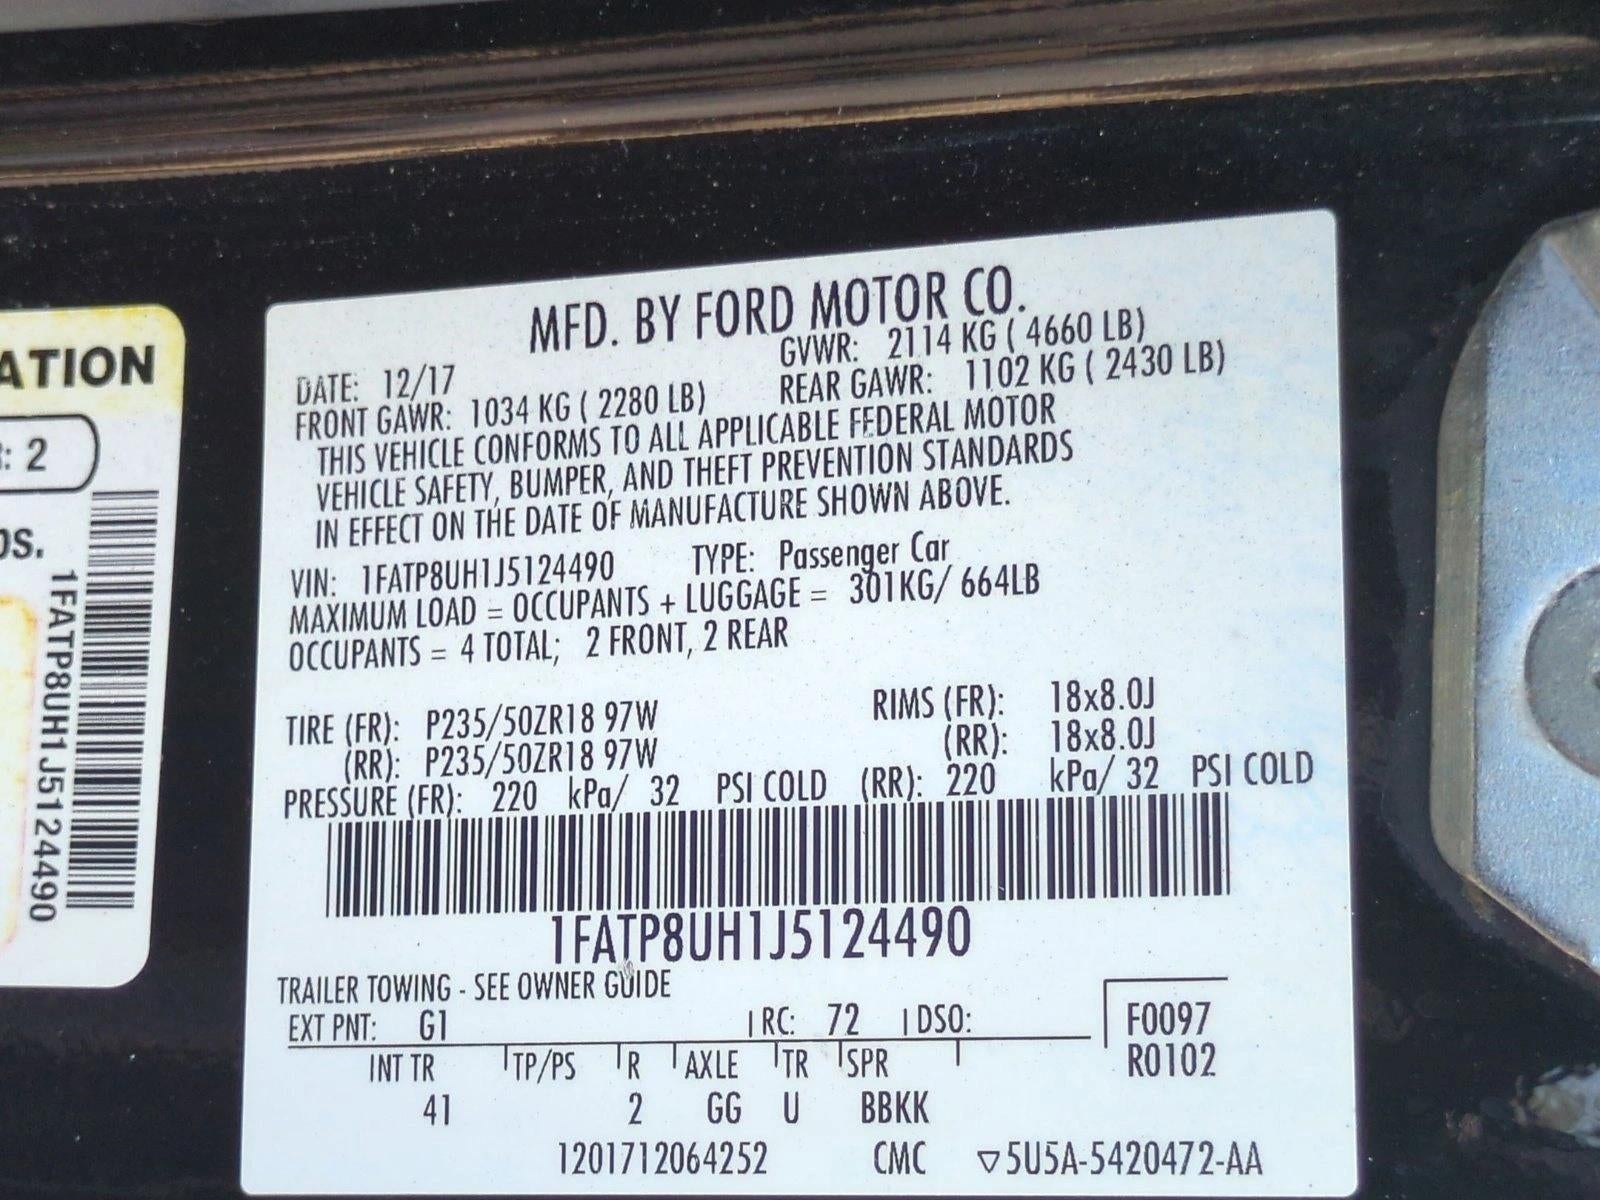 ATION
: 2
os.
1FATP8UH1J5124490
MFD. BY FORD MOTOR CO.
DATE: 12/17 GVWR: 2114 KG ( 4660 LB)
FRONT GAWR: 1034 KG ( 2280 LB) REAR GAWR: 1102 KG ( 2430 LB)
THIS VEHICLE CONFORMS TO ALL APPLICABLE FEDERAL MOTOR
VEHICLE SAFETY, BUMPER, AND THEFT PREVENTION STANDARDS
IN EFFECT ON THE DATE OF MANUFACTURE SHOWN ABOVE.
VIN: 1FATP8UH1J5124490 TYPE: Passenger Car
MAXIMUM LOAD = OCCUPANTS + LUGGAGE = 301KG/ 664LB
OCCUPANTS = 4 TOTAL; 2 FRONT, 2 REAR
TIRE (FR): P235/50ZR18 97W RIMS (FR): 18x8.0J
(RR): P235/50ZR18 97W (RR): 18x8.0J
PRESSURE (FR): 220 kPa/ 32 PSI COLD (RR): 220 kPa/ 32 PSI COLD
1FATP8UH1J5124490
TRAILER TOWING - SEE OWNER GUIDE
EXT PNT: G1 RC: 72 DSO: F0097
R0102
INT TR TP/PS R AXLE TR SPR
41 2 GG U BBKK
1201712064252 CMC ▽5U5A-5420472-AA